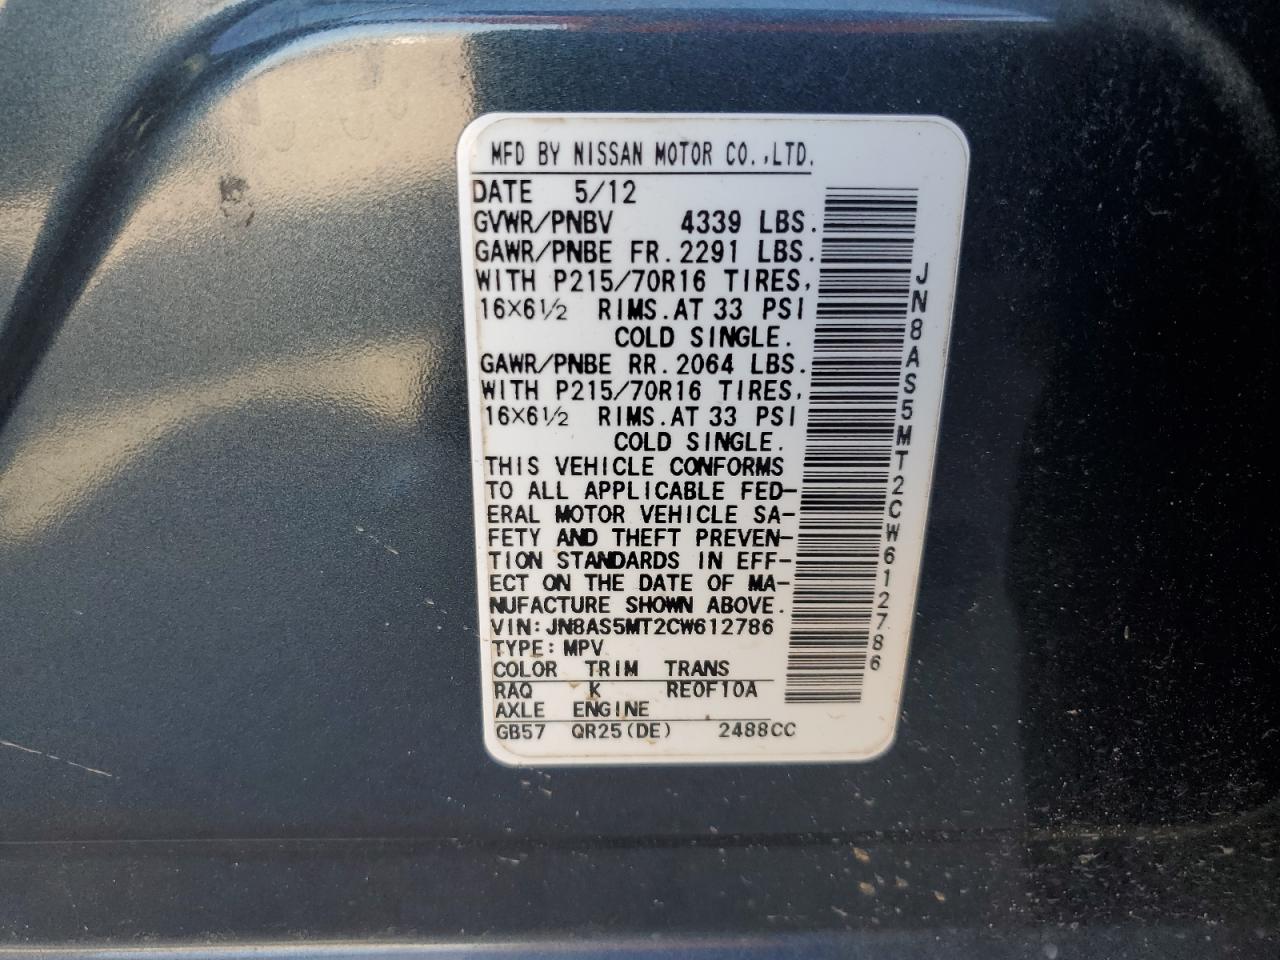 MFD BY NISSAN MOTOR CO.,LTD.
DATE 5/12
GVWR/PNBV 4339 LBS.
GAWR/PNBE FR. 2291 LBS.
WITH P215/70R16 TIRES,
16×6½ RIMS. AT 33 PSI
COLD SINGLE.
GAWR/PNBE RR. 2064 LBS.
WITH P215/70R16 TIRES,
16×6½ RIMS. AT 33 PSI
COLD SINGLE.
THIS VEHICLE CONFORMS
TO ALL APPLICABLE FED-
ERAL MOTOR VEHICLE SA-
FETY AND THEFT PREVEN-
TION STANDARDS IN EFF-
ECT ON THE DATE OF MA-
NUFACTURE SHOWN ABOVE.
VIN: JN8AS5MT2CW612786
TYPE: MPV
COLOR TRIM TRANS
RAQ K RE0F10A
AXLE ENGINE
GB57 QR25(DE) 2488CC
JN8AS5MT2CW612786